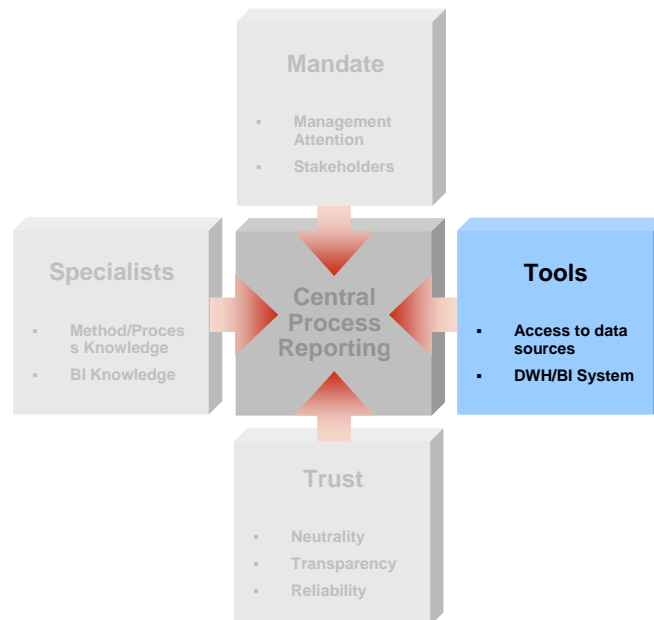 Mandate
▪ Management
Attention
▪ Stakeholders
Specialists
▪ Method/Proces
s Knowledge
▪ BI Knowledge
Central
Process
Reporting
Tools
▪ Access to data
sources
▪ DWH/BI System
Trust
▪ Neutrality
▪ Transparency
▪ Reliability